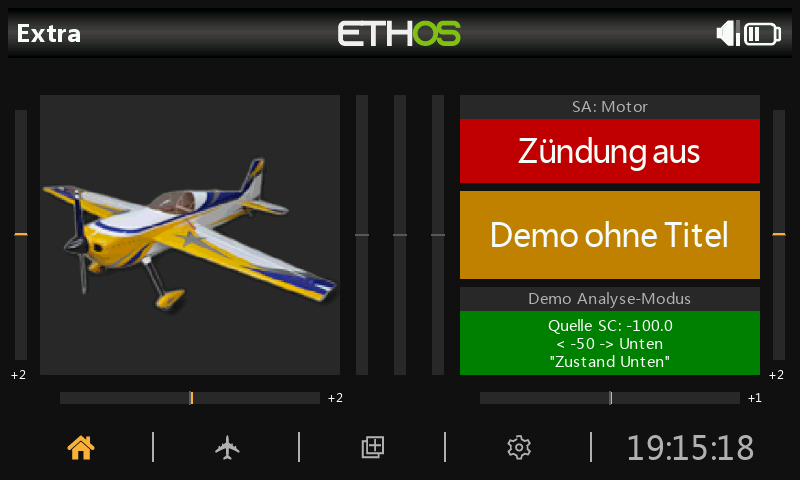 Extra
ETHOS
SA: Motor
Zündung aus
Demo ohne Titel
Demo Analyse-Modus
Quelle SC: -100.0
< -50 -> Unten
"Zustand Unten"
+2
+2
+2
+1
19:15:18